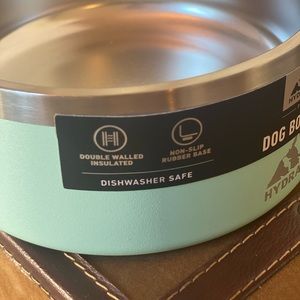 DOUBLE WALLED
INSULATED
NON-SLIP
RUBBER BASE
DISHWASHER SAFE
DOG BO
HYDRA